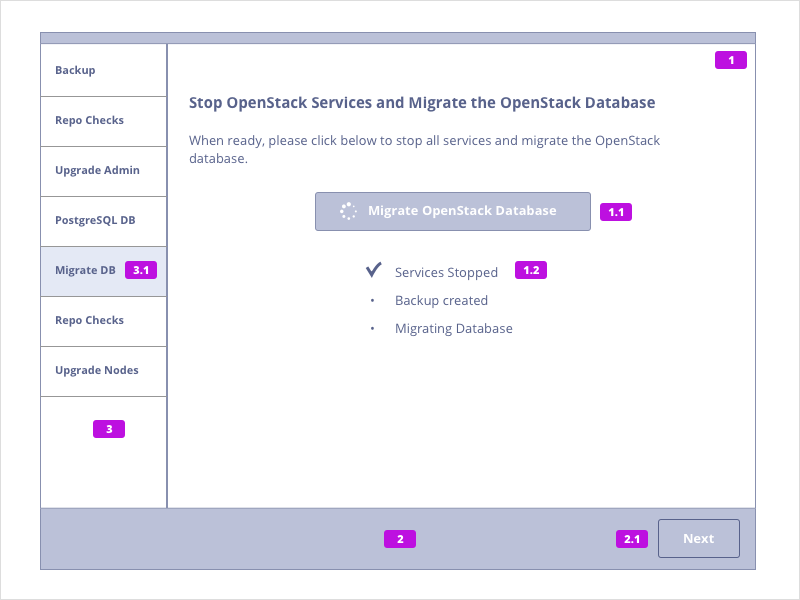 Backup
Repo Checks
Upgrade Admin
PostgreSQL DB
Migrate DB 3.1
Repo Checks
Upgrade Nodes
3
1
Stop OpenStack Services and Migrate the OpenStack Database
When ready, please click below to stop all services and migrate the OpenStack
database.
Migrate OpenStack Database 1.1
Services Stopped 1.2
Backup created
Migrating Database
2
2.1
Next